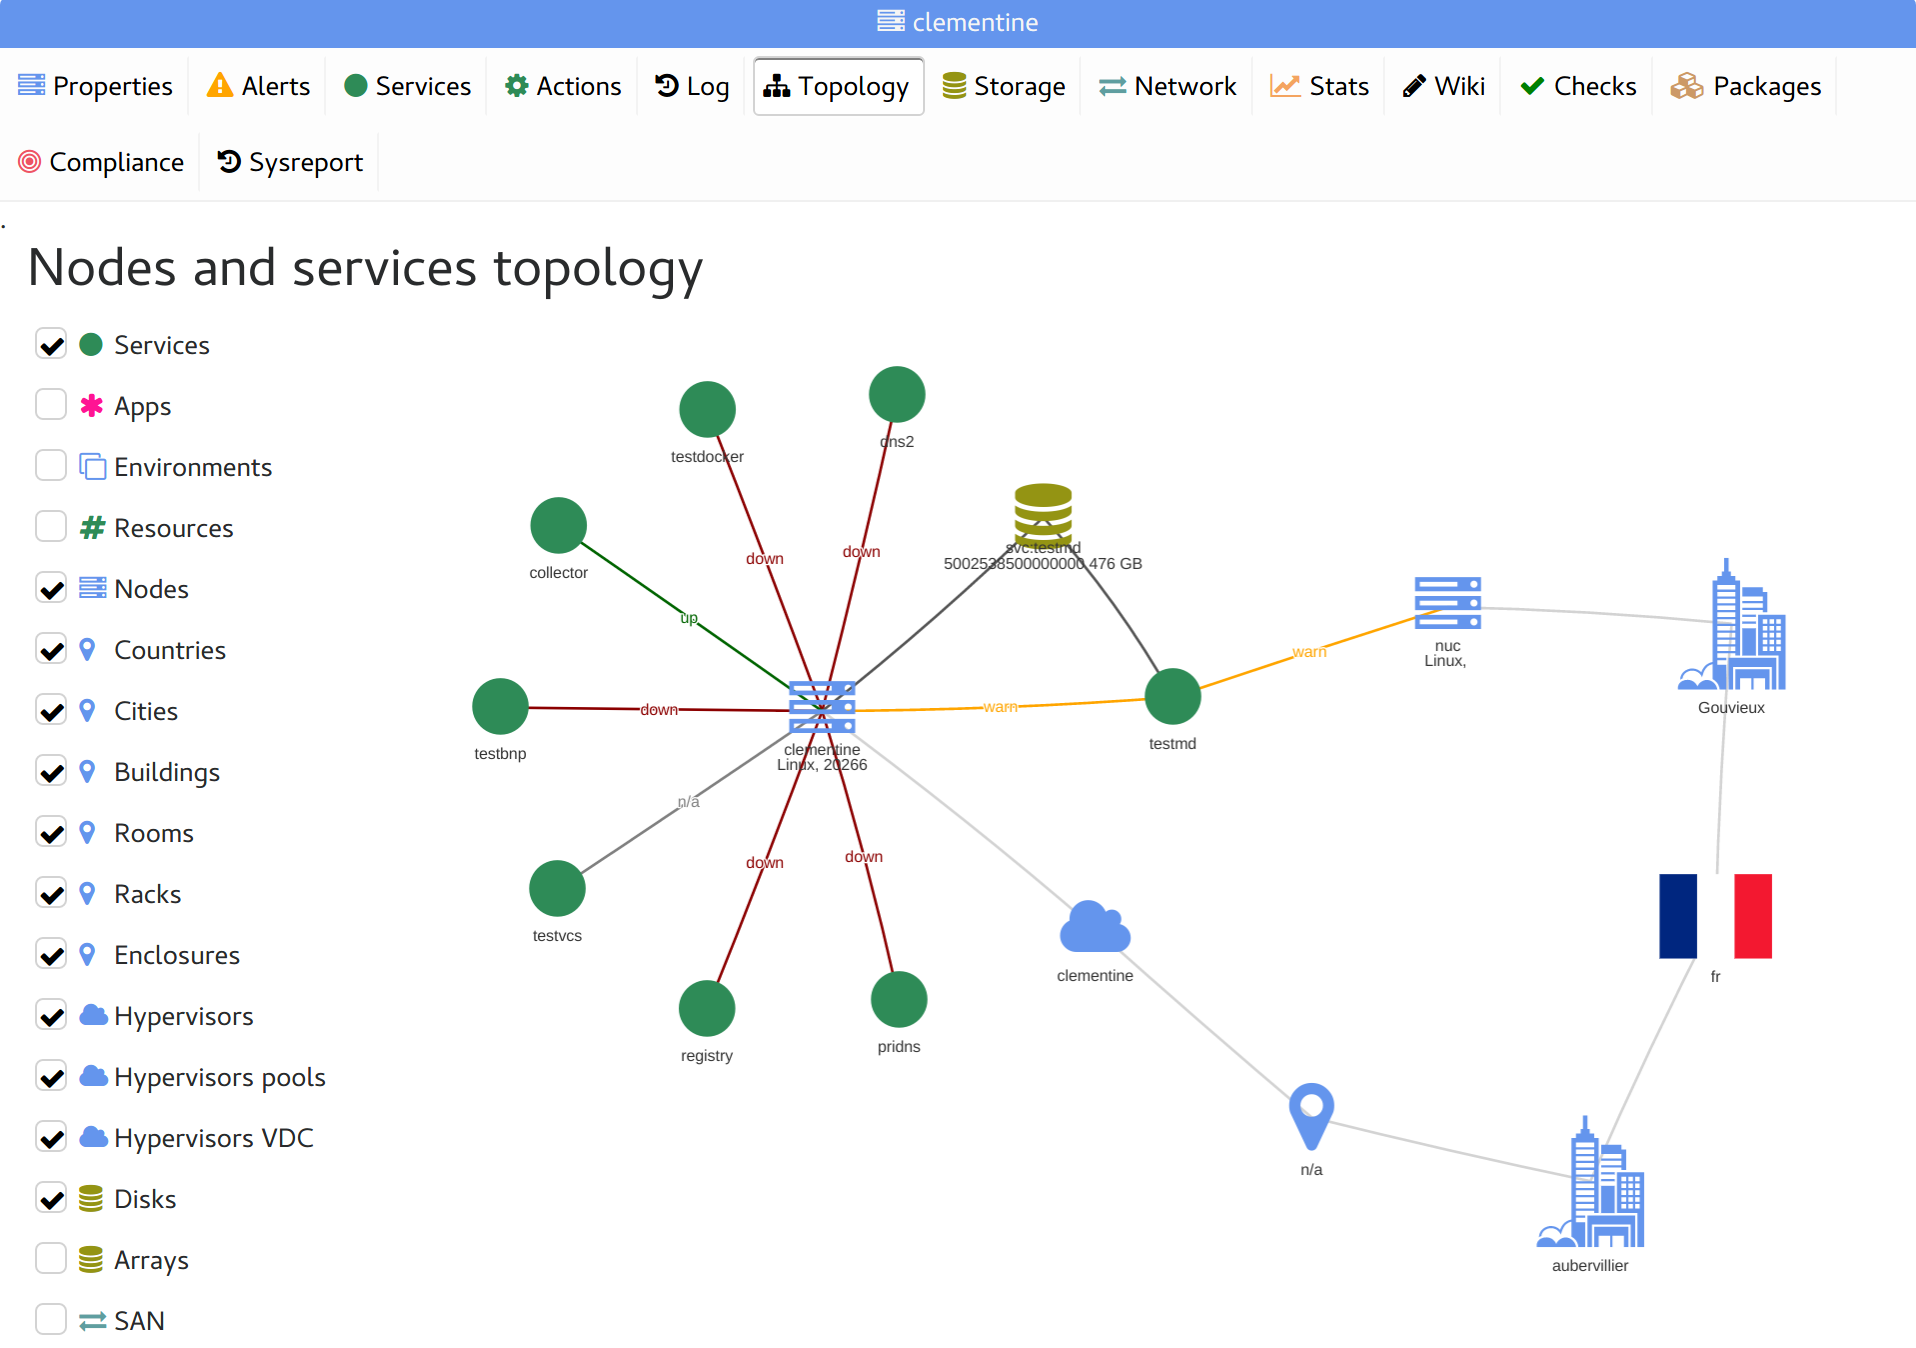 clementine
Properties Alerts Services Actions Log Topology Storage Network Stats Wiki Checks Packages
Compliance Sysreport
.
Nodes and services topology
Services
Apps
Environments
Resources
Nodes
Countries
Cities
Buildings
Rooms
Racks
Enclosures
Hypervisors
Hypervisors pools
Hypervisors VDC
Disks
Arrays
SAN
dns2
testdocker
svc:testmd
5002538500000000 476 GB
down
down
collector
up
nuc
Linux,
warn
Gouvieux
down
warn
testmd
testbnp
clementine
Linux, 20266
n/a
down
down
testvcs
clementine
fr
registry
pridns
n/a
aubervillier